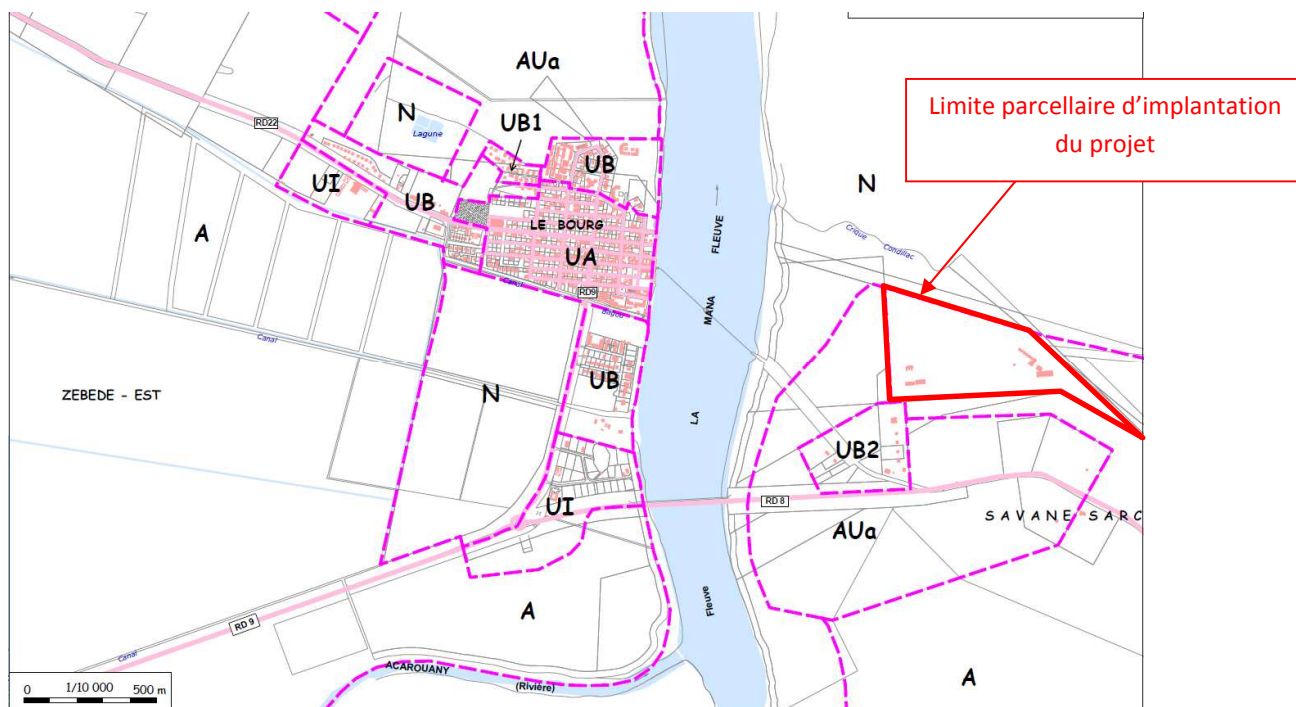 AUa
Limite parcellaire d'implantation
du projet
N
Lagune
UB1
RD22
UB
N
UI
UB
LE BOURG
FLEUVE
Crique
Condillac
A
UA
Canal
RD9
MANA
Canal
ZEBEDE - EST
UB
N
LA
UB2
UI
RD 8
SAVANE SARC
AUa
Fleuve
A
RD 9
Canal
ACAROUANY
(Rivière)
A
0 1/10 000 500 m